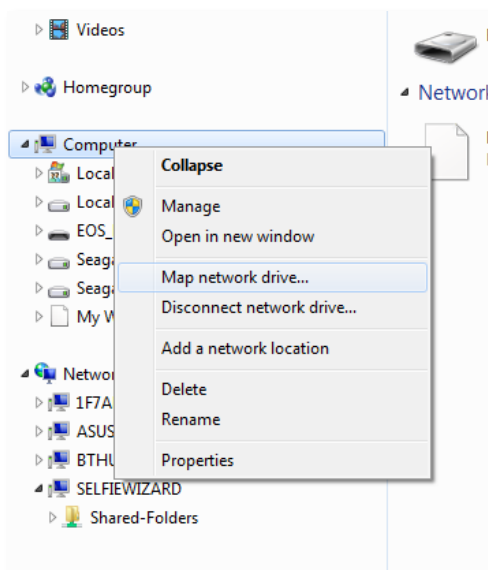 Videos
Homegroup
Network
Computer
Collapse
Local
Manage
Local
Open in new window
EOS_
Seaga
Map network drive...
Seaga
Disconnect network drive...
My W
Add a network location
Network
Delete
1F7A
Rename
ASUS
BTHU
Properties
SELFIEWIZARD
Shared-Folders